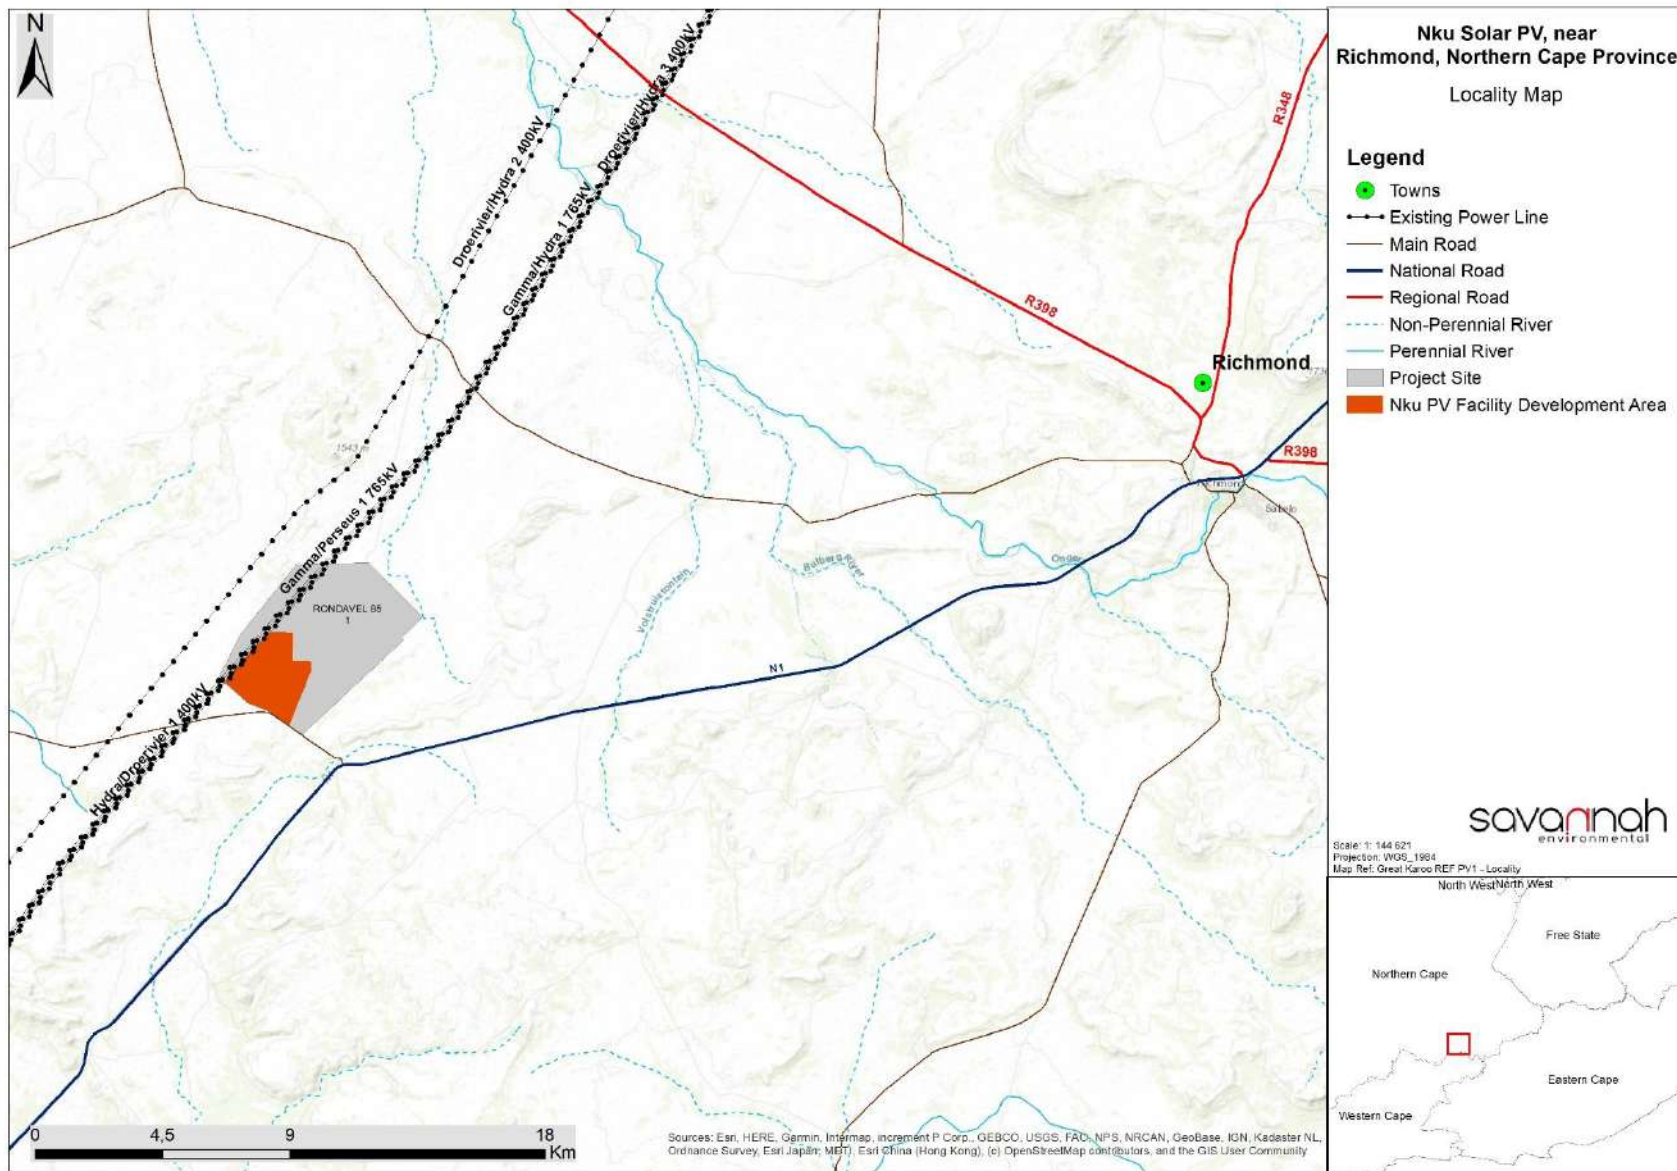 N
Nku Solar PV, near
Richmond, Northern Cape Province
Locality Map
Legend
Towns
Existing Power Line
Main Road
National Road
Regional Road
Non-Perennial River
Perennial River
Project Site
Nku PV Facility Development Area
Droerivier/Hydra 2 400kV
Droerivier/Hydra 3 400kV
Gamma/Hydra 1 765kV
Gamma/Perseus 1 765kV
Hydra/Droerivier 1 400kV
R348
R398
Richmond
R398
Richmond
1543 m
RONDAVEL 85
1
Bulberg River
Onger
N1
0 4,5 9 18
Km
Sources: Esri, HERE, Garmin, Intermap, increment P Corp., GEBCO, USGS, FAO, NPS, NRCAN, GeoBase, IGN, Kadaster NL,
Ordnance Survey, Esri Japan, METI, Esri China (Hong Kong), (c) OpenStreetMap contributors, and the GIS User Community
savannah
environmental
Scale: 1: 144 621
Projection: WGS_1984
Map Ref: Great Karoo REF PV1 - Locality
North West North West
Free State
Northern Cape
Eastern Cape
Western Cape